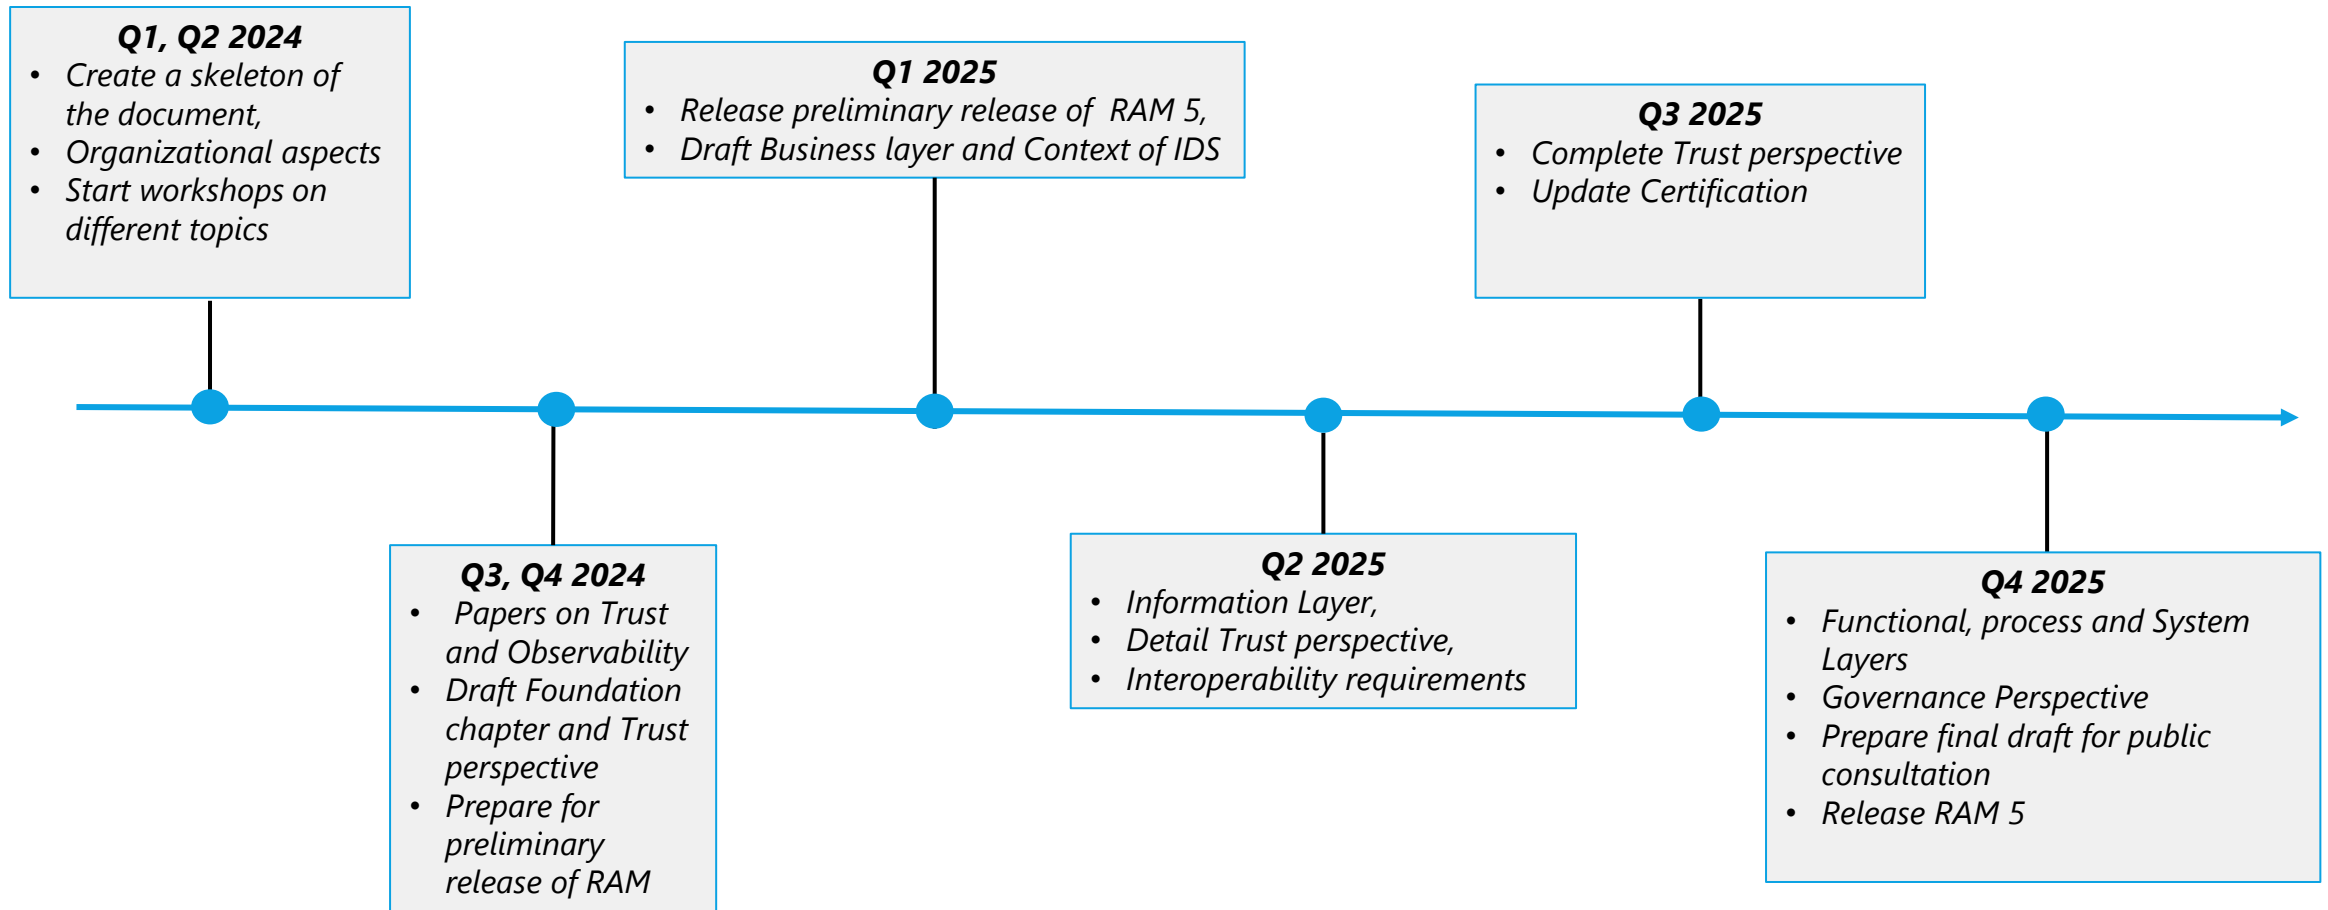 Q1, Q2 2024
• Create a skeleton of
the document,
• Organizational aspects
• Start workshops on
different topics
Q3, Q4 2024
• Papers on Trust
and Observability
• Draft Foundation
chapter and Trust
perspective
• Prepare for
preliminary
release of RAM
Q1 2025
• Release preliminary release of RAM 5,
• Draft Business layer and Context of IDS
Q2 2025
• Information Layer,
• Detail Trust perspective,
• Interoperability requirements
Q3 2025
• Complete Trust perspective
• Update Certification
Q4 2025
• Functional, process and System
Layers
• Governance Perspective
• Prepare final draft for public
consultation
• Release RAM 5